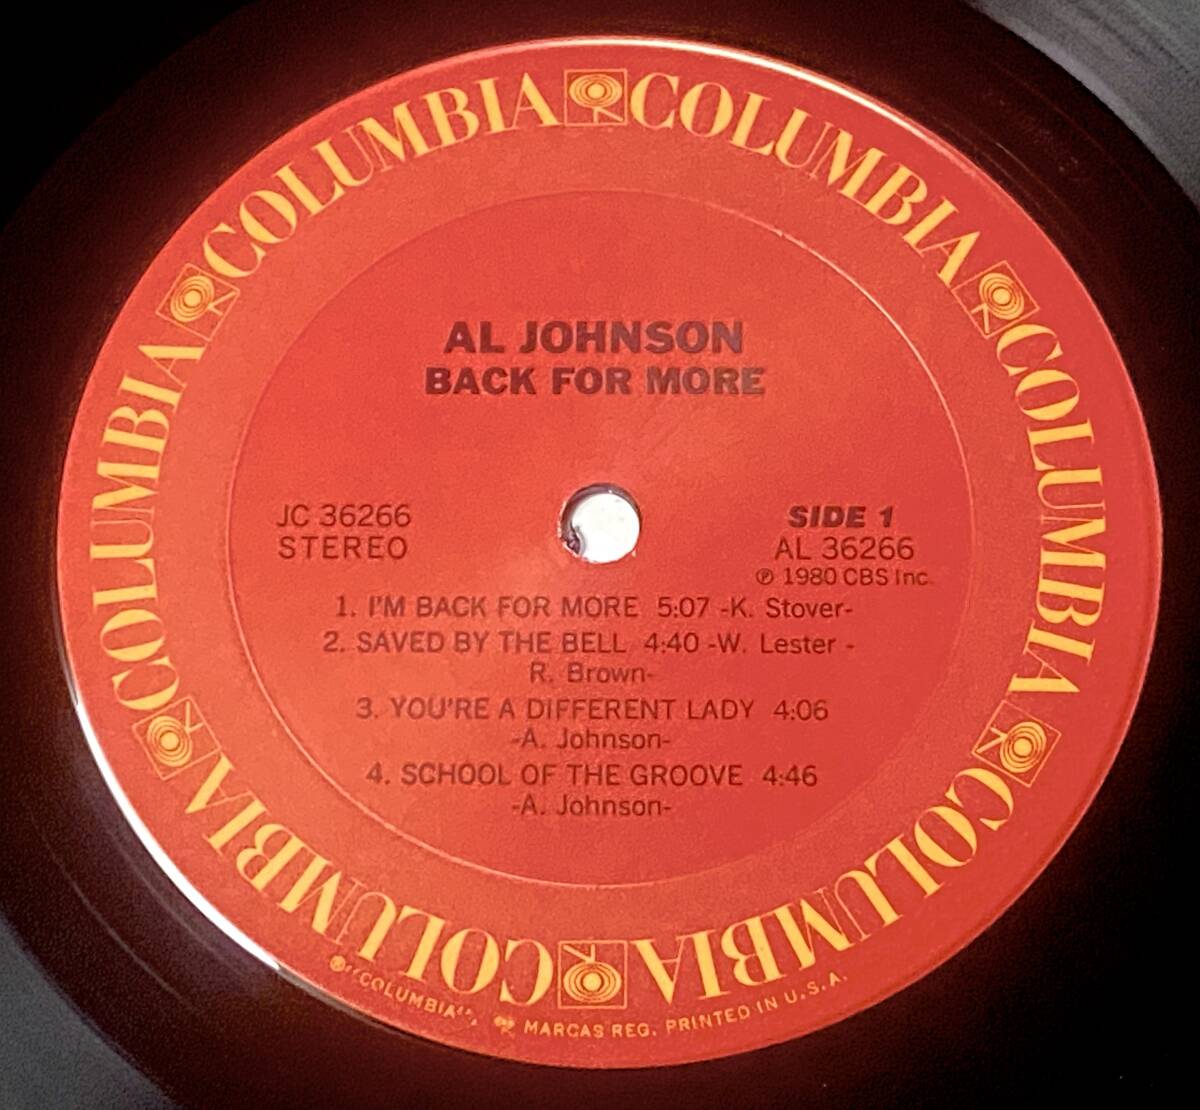 COLUMBIA COLUMBIA COLUMBIA COLUMBIA COLUMBIA COLUMBIA
AL JOHNSON
BACK FOR MORE
JC 36266
STEREO
SIDE 1
AL 36266
℗ 1980 CBS Inc.
1. I'M BACK FOR MORE 5:07 -K. Stover-
2. SAVED BY THE BELL 4:40 -W. Lester -
R. Brown-
3. YOU'RE A DIFFERENT LADY 4:06
-A. Johnson-
4. SCHOOL OF THE GROOVE 4:46
-A. Johnson-
®"COLUMBIA", MARCAS REG. PRINTED IN U.S.A.